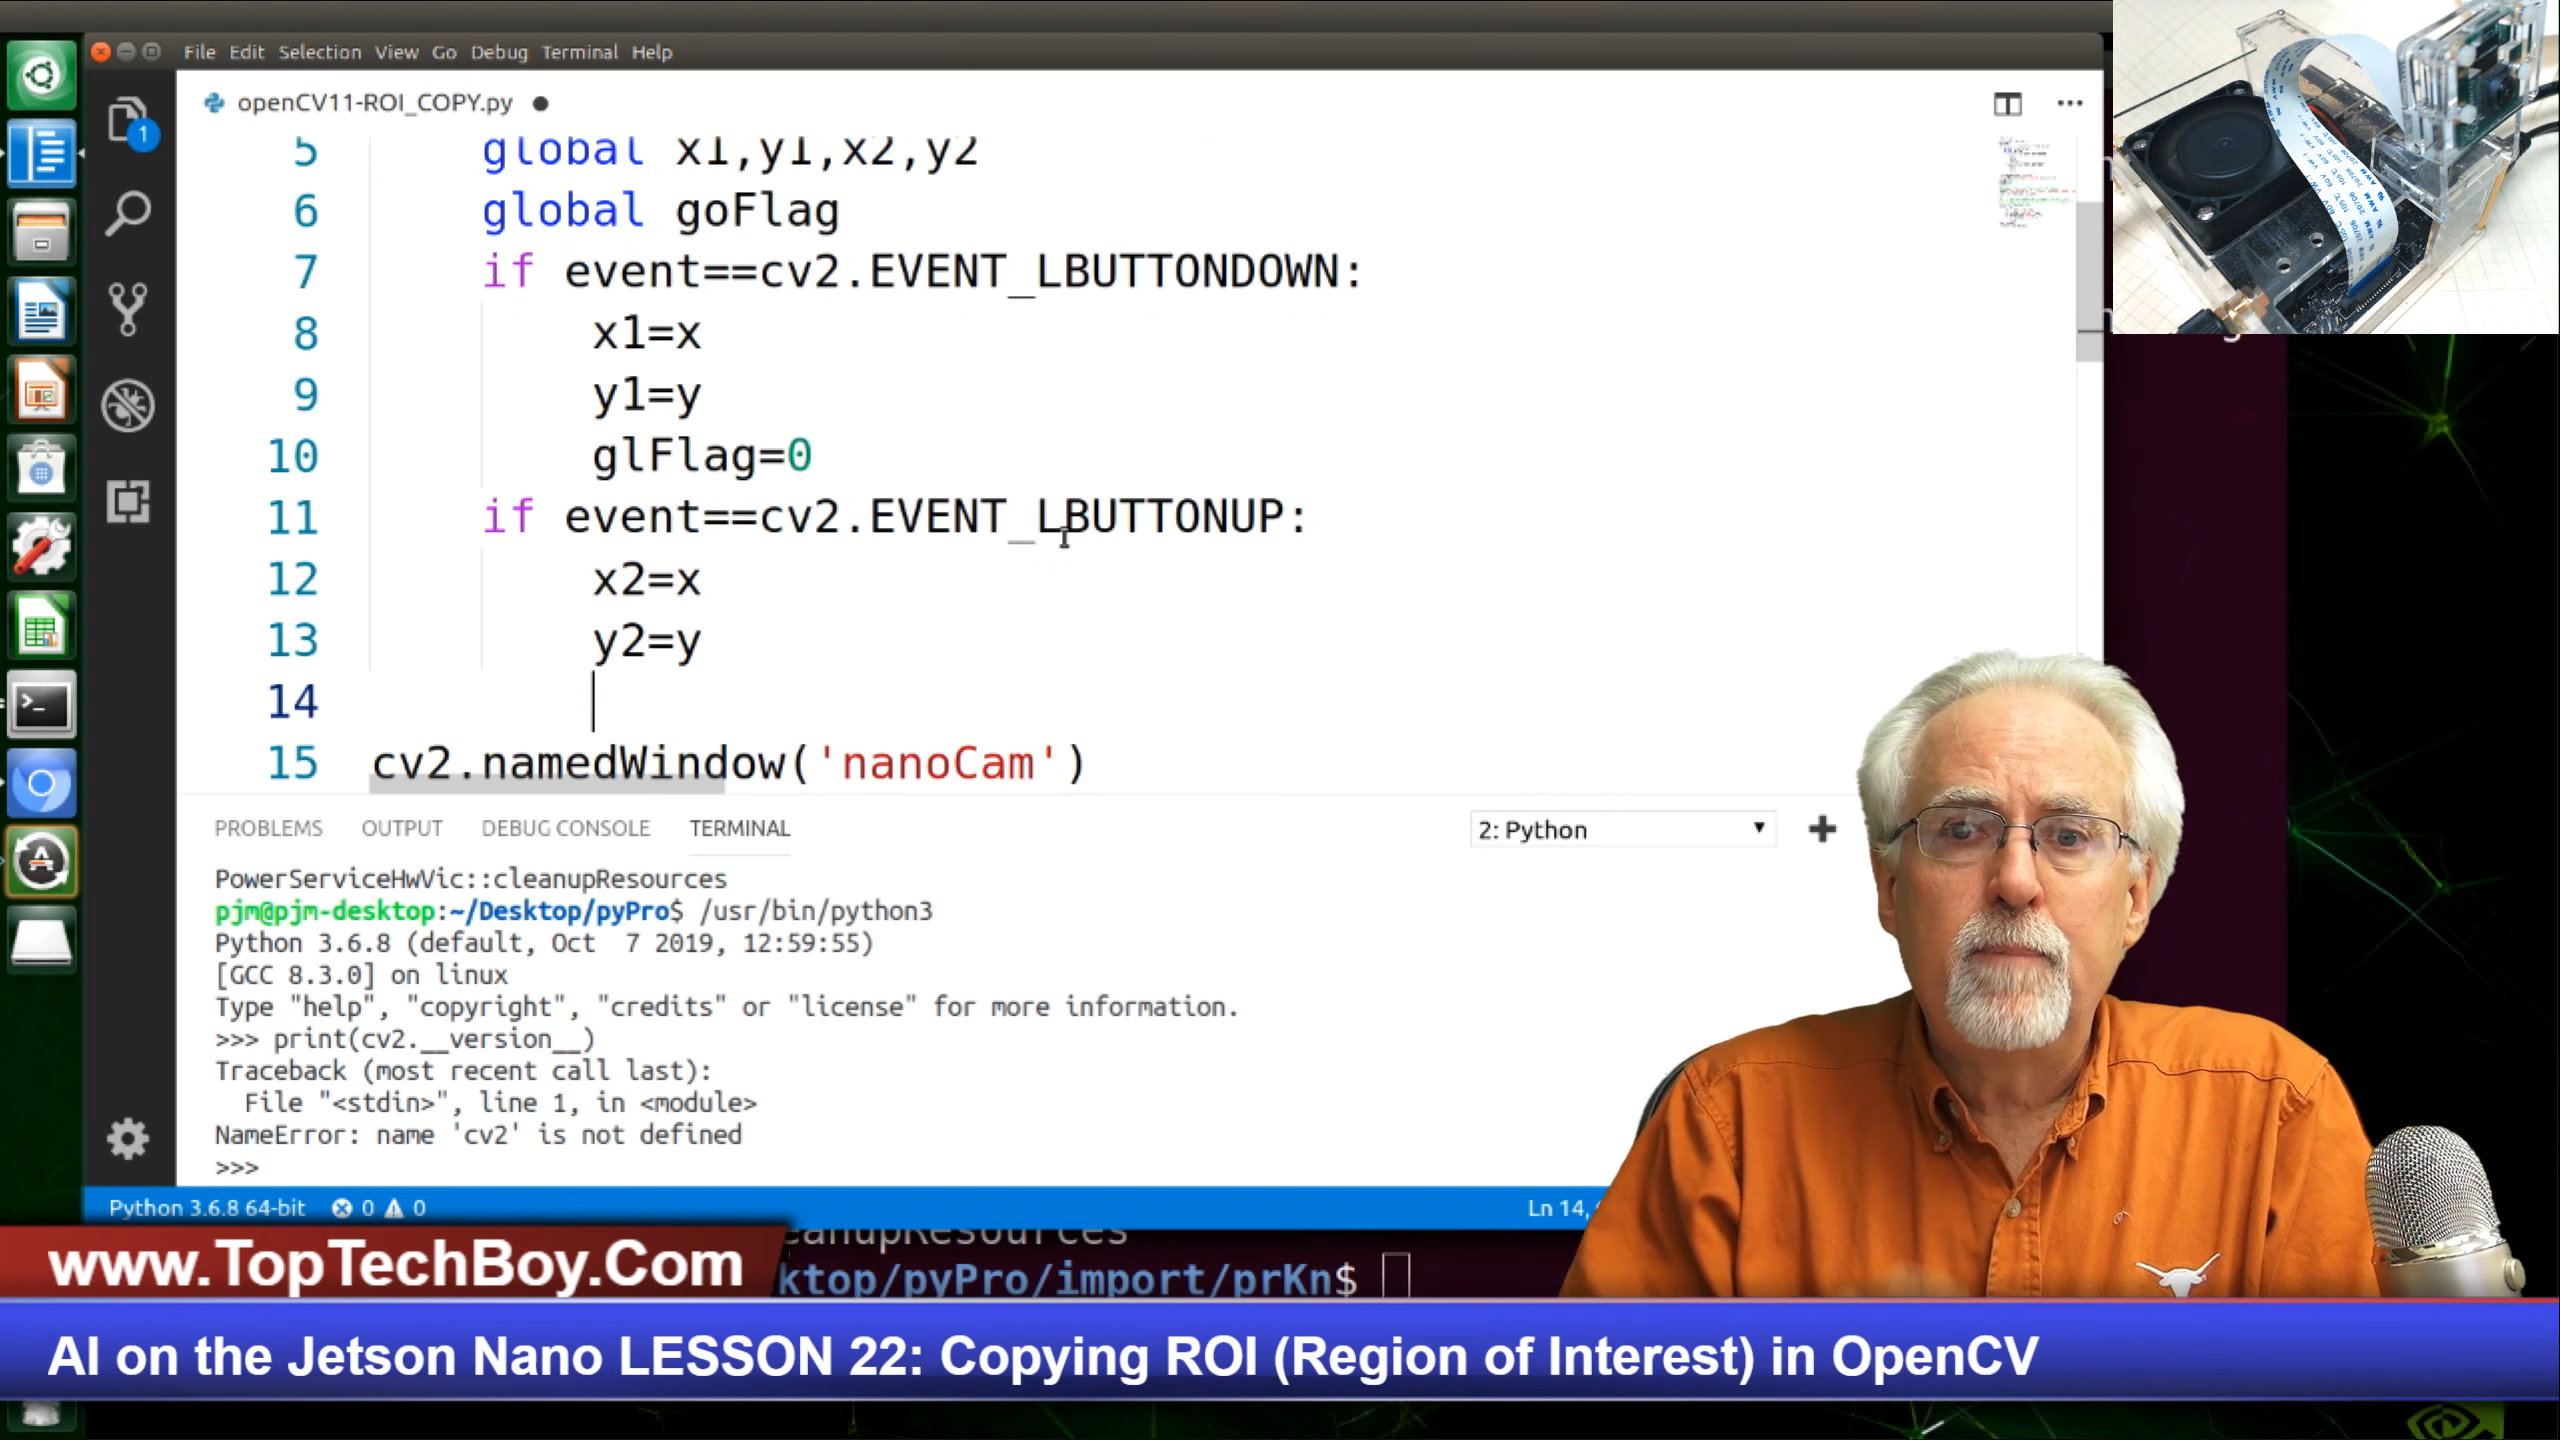 File Edit Selection View Go Debug Terminal Help
openCV11-ROI_COPY.py
1
5 global x1,y1,x2,y2
6 global goFlag
7 if event==cv2.EVENT_LBUTTONDOWN:
8 x1=x
9 y1=y
10 glFlag=0
11 if event==cv2.EVENT_LBUTTONUP:
12 x2=x
13 y2=y
14
15 cv2.namedWindow('nanoCam')
PROBLEMS OUTPUT DEBUG CONSOLE TERMINAL 2: Python
PowerServiceHwVic::cleanupResources
pjm@pjm-desktop:~/Desktop/pyPro$ /usr/bin/python3
Python 3.6.8 (default, Oct  7 2019, 12:59:55)
[GCC 8.3.0] on linux
Type "help", "copyright", "credits" or "license" for more information.
>>> print(cv2.__version__)
Traceback (most recent call last):
  File "<stdin>", line 1, in <module>
NameError: name 'cv2' is not defined
>>>
Python 3.6.8 64-bit 0 0 Ln 14,
eanupResources
www.TopTechBoy.Com
ktop/pyPro/import/prKn$
AI on the Jetson Nano LESSON 22: Copying ROI (Region of Interest) in OpenCV